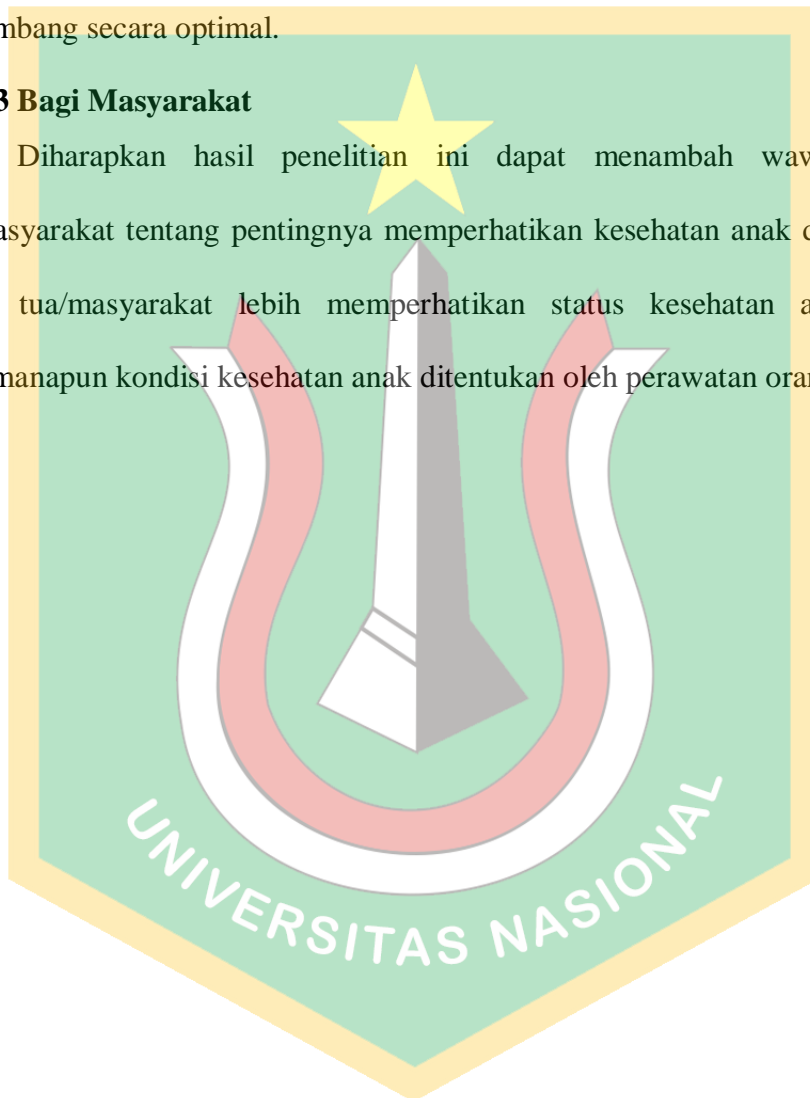 mbang secara optimal.
3 Bagi Masyarakat
Diharapkan hasil penelitian ini dapat menambah waw
asyarakat tentang pentingnya memperhatikan kesehatan anak d
tua/masyarakat lebih memperhatikan status kesehatan a
manapun kondisi kesehatan anak ditentukan oleh perawatan oran
UNIVERSITAS NASIONAL